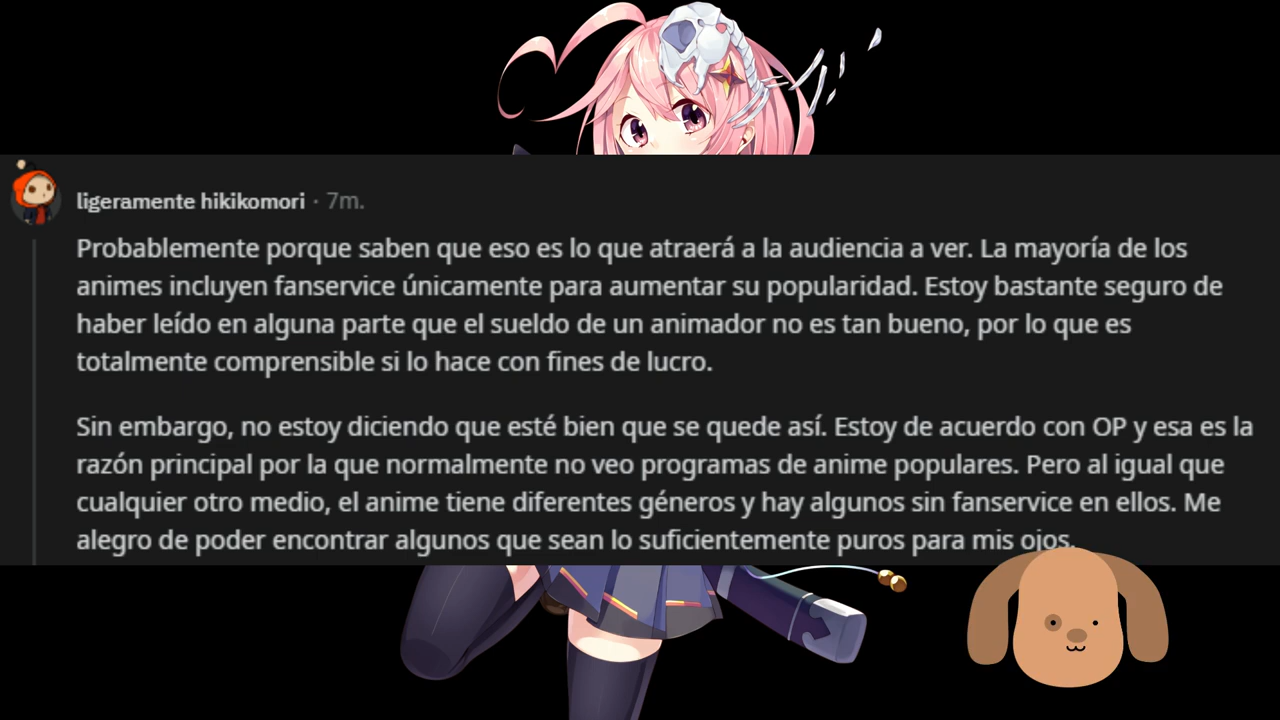 ligeramente hikikomori · 7m.
Probablemente porque saben que eso es lo que atraerá a la audiencia a ver. La mayoría de los
animes incluyen fanservice únicamente para aumentar su popularidad. Estoy bastante seguro de
haber leído en alguna parte que el sueldo de un animador no es tan bueno, por lo que es
totalmente comprensible si lo hace con fines de lucro.
Sin embargo, no estoy diciendo que esté bien que se quede así. Estoy de acuerdo con OP y esa es la
razón principal por la que normalmente no veo programas de anime populares. Pero al igual que
cualquier otro medio, el anime tiene diferentes géneros y hay algunos sin fanservice en ellos. Me
alegro de poder encontrar algunos que sean lo suficientemente puros para mis ojos.